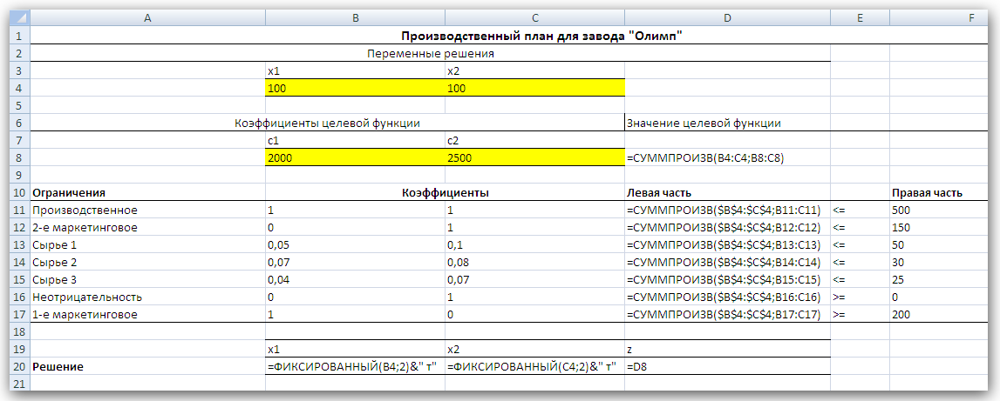 A B C D E F
1 Производственный план для завода "Олимп"
2 Переменные решения
3 x1 x2
4 100 100
5
6 Коэффициенты целевой функции Значение целевой функции
7 c1 c2
8 2000 2500 =СУММПРОИЗВ(B4:C4;B8:C8)
9
10 Ограничения Коэффициенты Левая часть Правая часть
11 Производственное 1 1 =СУММПРОИЗВ($B$4:$C$4;B11:C11) <= 500
12 2-е маркетинговое 0 1 =СУММПРОИЗВ($B$4:$C$4;B12:C12) <= 150
13 Сырье 1 0,05 0,1 =СУММПРОИЗВ($B$4:$C$4;B13:C13) <= 50
14 Сырье 2 0,07 0,08 =СУММПРОИЗВ($B$4:$C$4;B14:C14) <= 30
15 Сырье 3 0,04 0,07 =СУММПРОИЗВ($B$4:$C$4;B15:C15) <= 25
16 Неотрицательность 0 1 =СУММПРОИЗВ($B$4:$C$4;B16:C16) >= 0
17 1-е маркетинговое 1 0 =СУММПРОИЗВ($B$4:$C$4;B17:C17) >= 200
18
19 x1 x2 z
20 Решение =ФИКСИРОВАННЫЙ(B4;2)&" т" =ФИКСИРОВАННЫЙ(C4;2)&" т" =D8
21